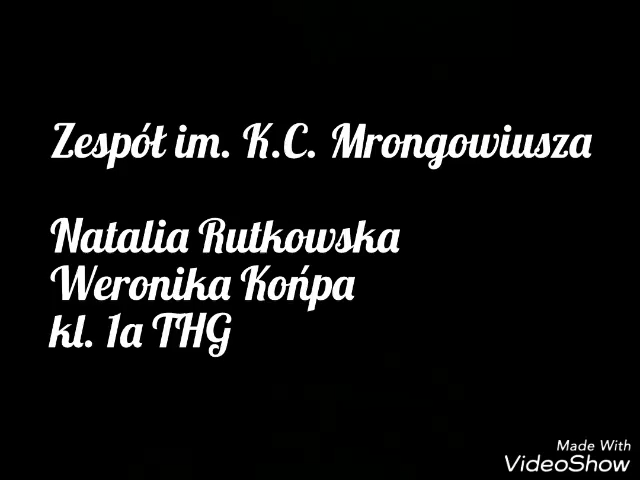 Zespół im. K.C. Mrongowiusza
Natalia Rutkowska
Weronika Końpa
kl. 1a THG
Made With
VideoShow